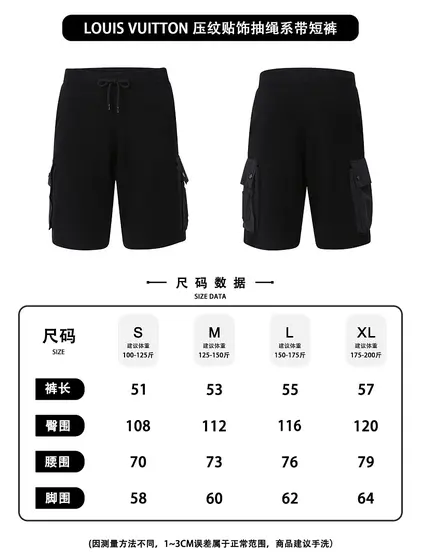 LOUIS VUITTON 压纹贴饰抽绳系带短裤
尺码数据
SIZE DATA
尺码 S M L XL
SIZE 建议体重 建议体重 建议体重 建议体重
100-125斤 125-150斤 150-175斤 175-200斤
裤长 51 53 55 57
臀围 108 112 116 120
腰围 70 73 76 79
脚围 58 60 62 64
(因测量方法不同，1~3CM误差属于正常范围，商品建议手洗)